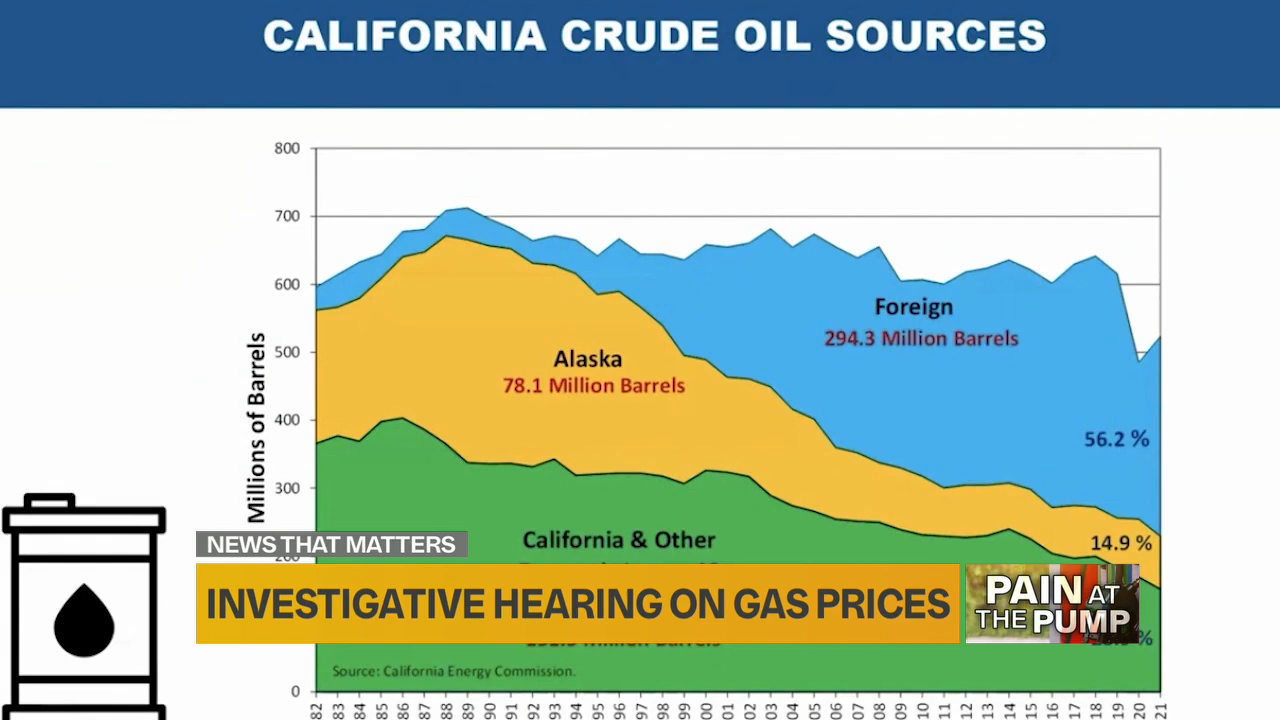 CALIFORNIA CRUDE OIL SOURCES
800
700
600
500
400
300
0
Millions of Barrels
Foreign
294.3 Million Barrels
Alaska
78.1 Million Barrels
California & Other
56.2 %
14.9 %
%
Source: California Energy Commission.
82 83 84 85 86 87 88 89 90 91 92 93 94 95 96 97 98 99 00 01 02 03 04 05 06 07 08 09 10 11 12 13 14 15 16 17 18 19 20 21
NEWS THAT MATTERS
INVESTIGATIVE HEARING ON GAS PRICES
PAIN AT
THE PUMP